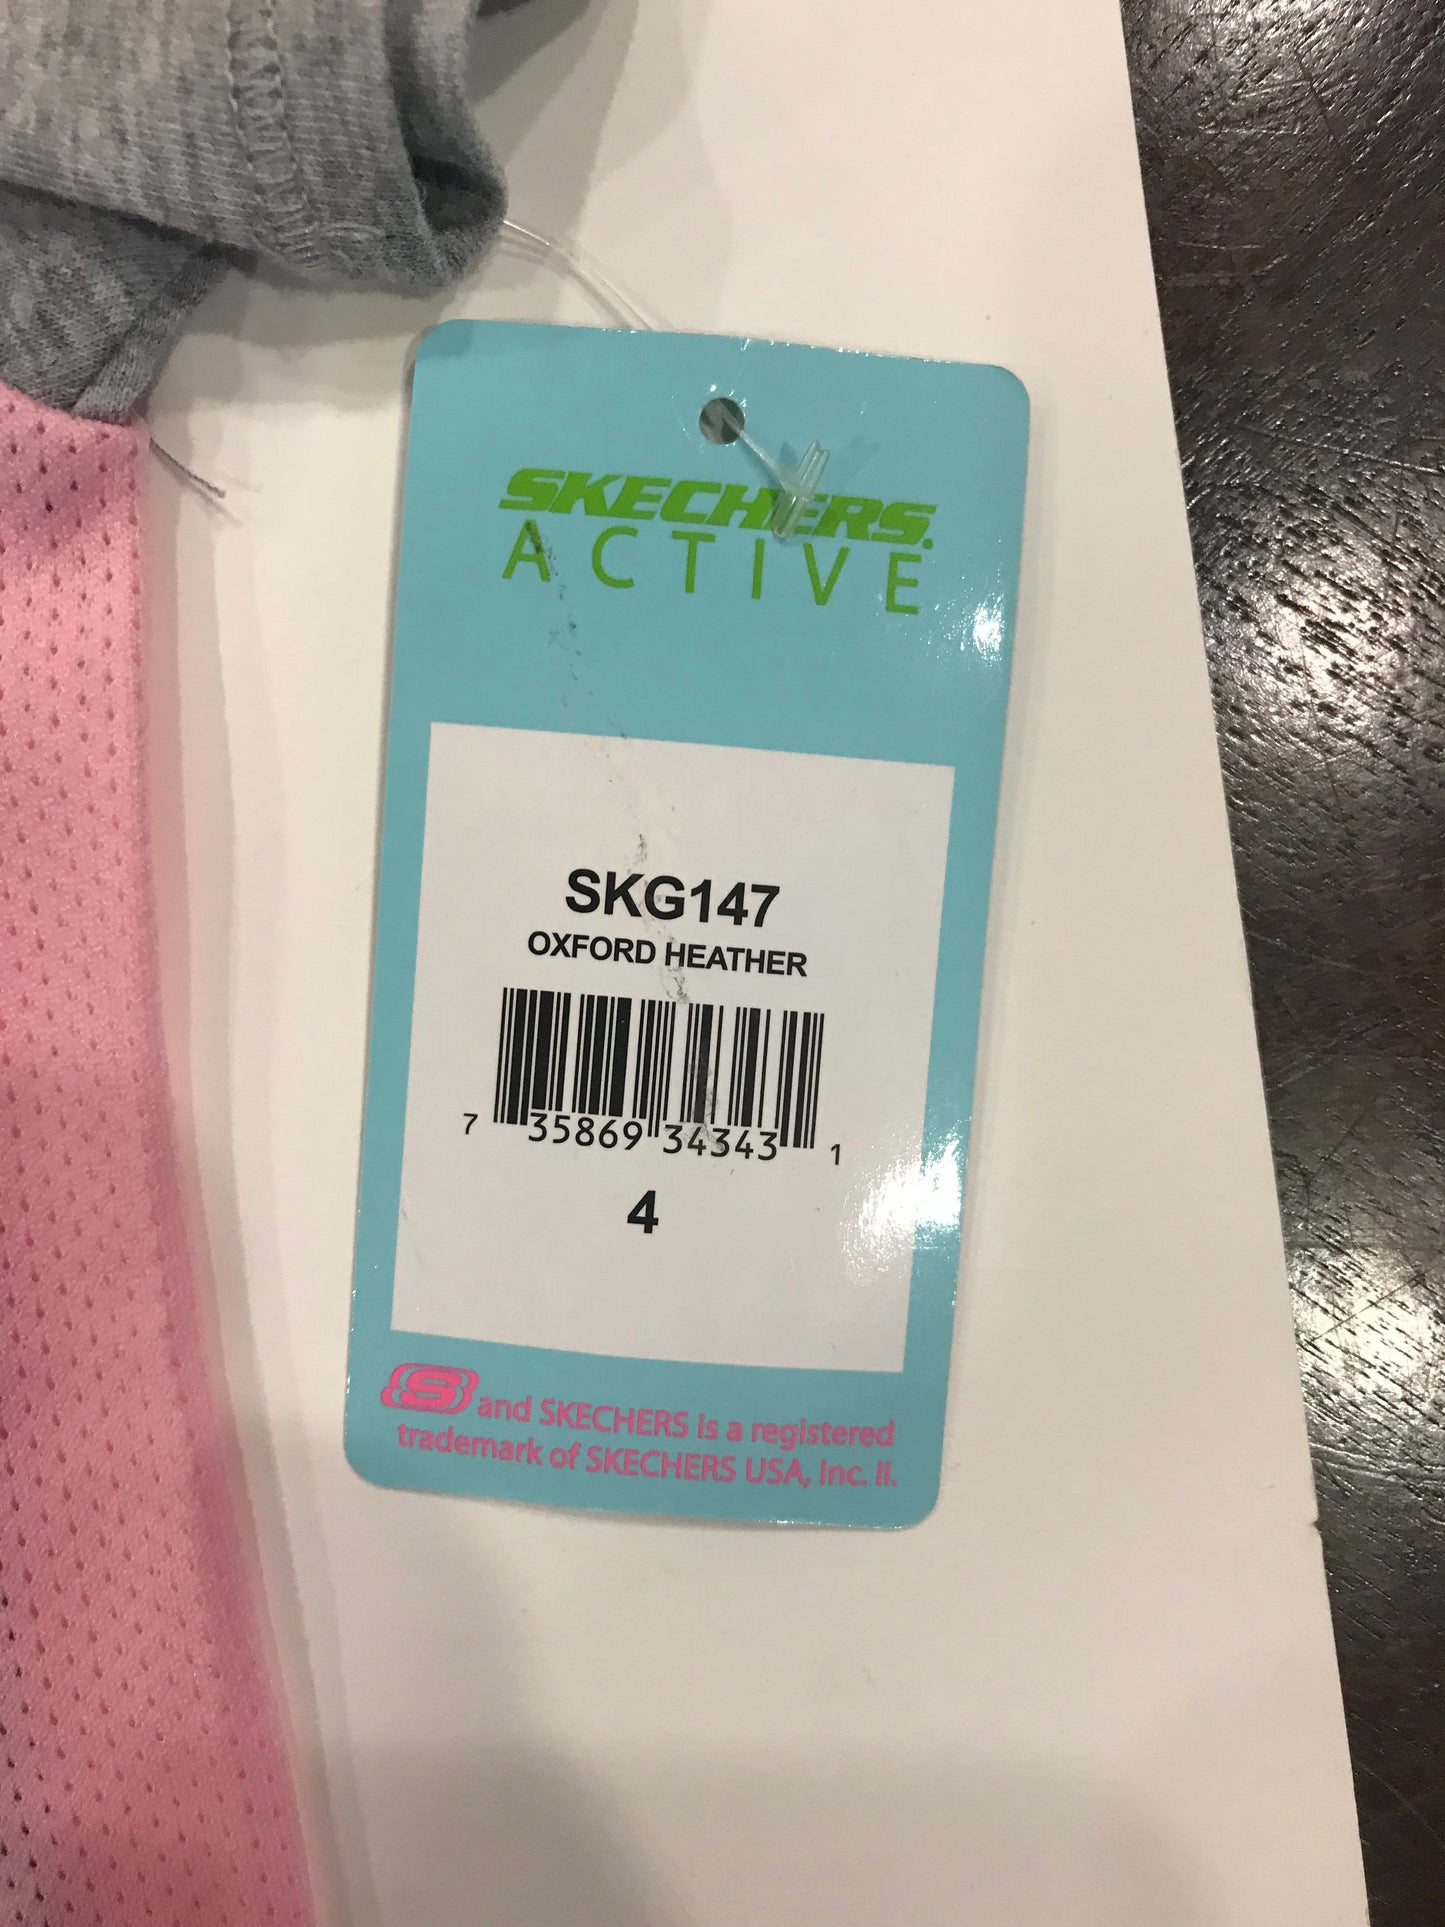 SKECHERS.
ACTIVE
SKG147
OXFORD HEATHER
7 35869 34343 1
4
S and SKECHERS is a registered
trademark of SKECHERS USA, Inc. II.